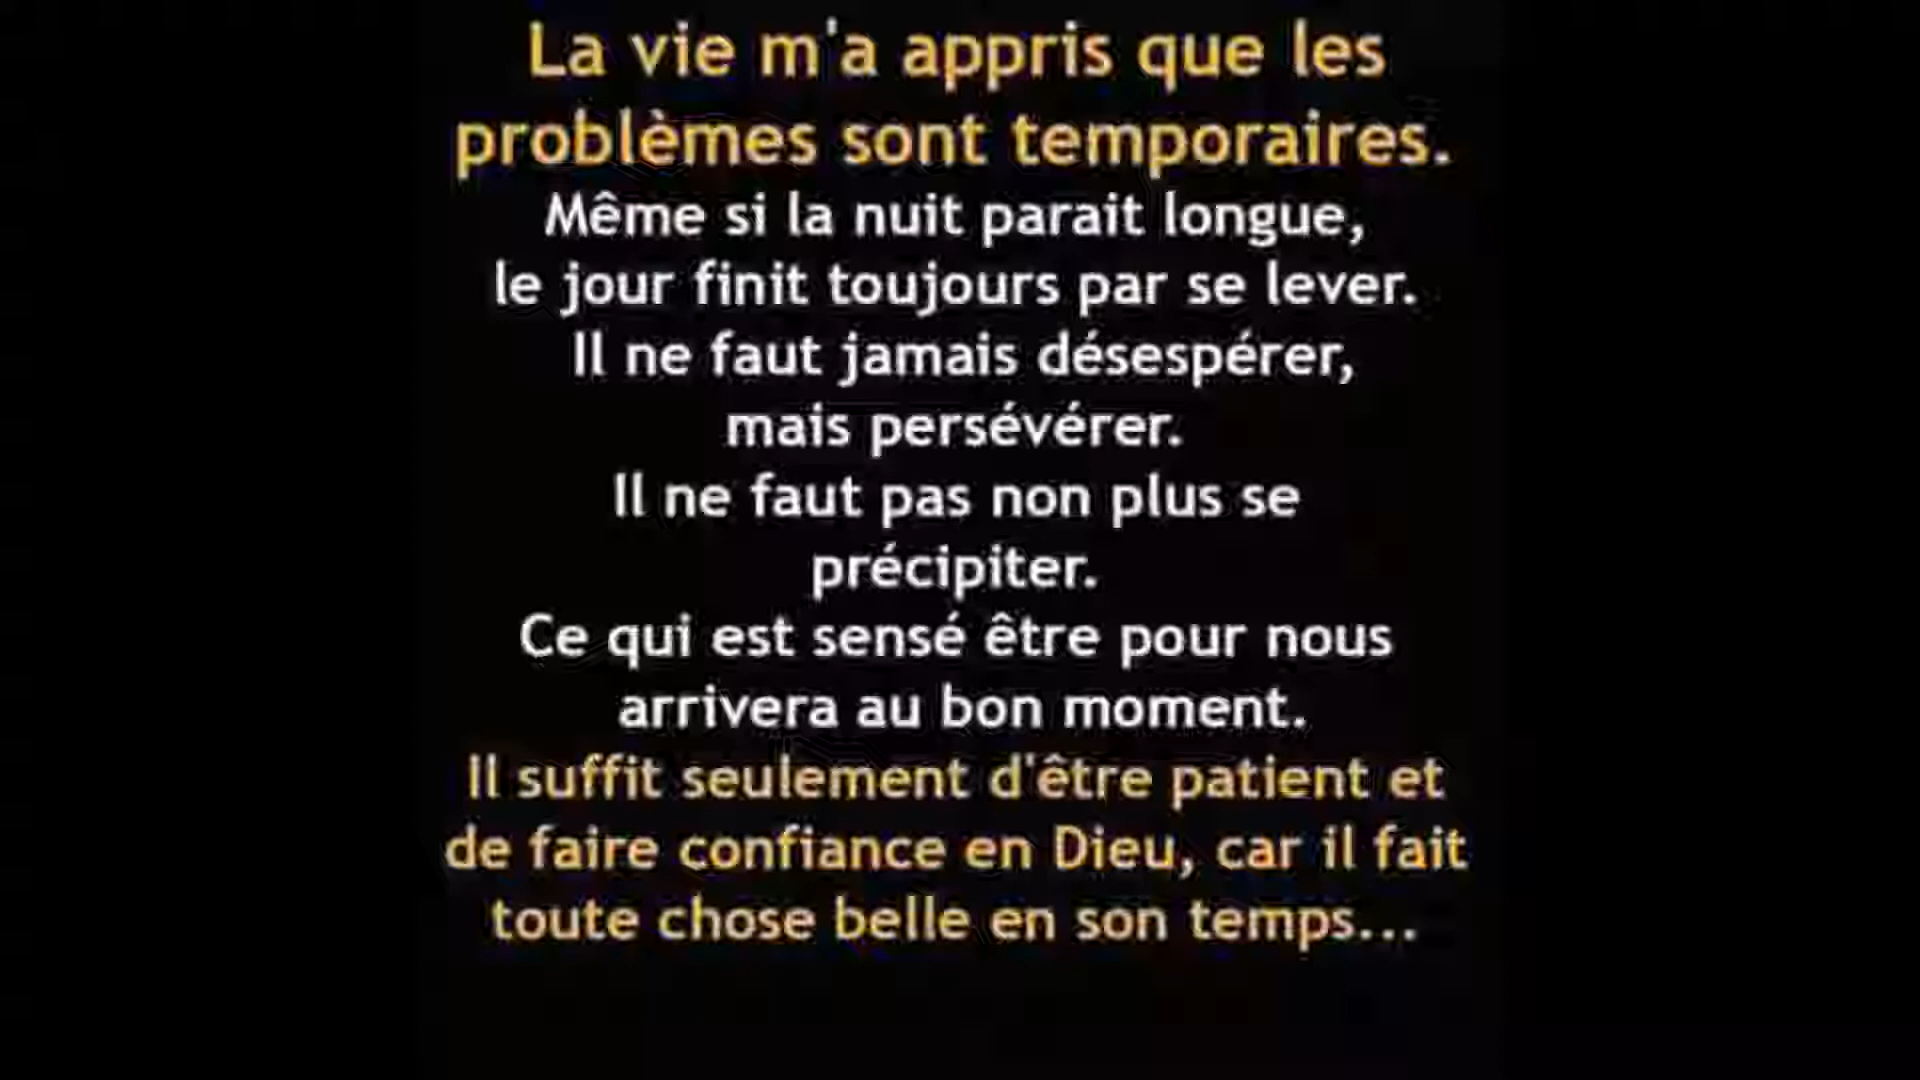 La vie m'a appris que les
problèmes sont temporaires.
Même si la nuit parait longue,
le jour finit toujours par se lever.
Il ne faut jamais désespérer,
mais persévérer.
Il ne faut pas non plus se
précipiter.
Ce qui est sensé être pour nous
arrivera au bon moment.
Il suffit seulement d'être patient et
de faire confiance en Dieu, car il fait
toute chose belle en son temps...